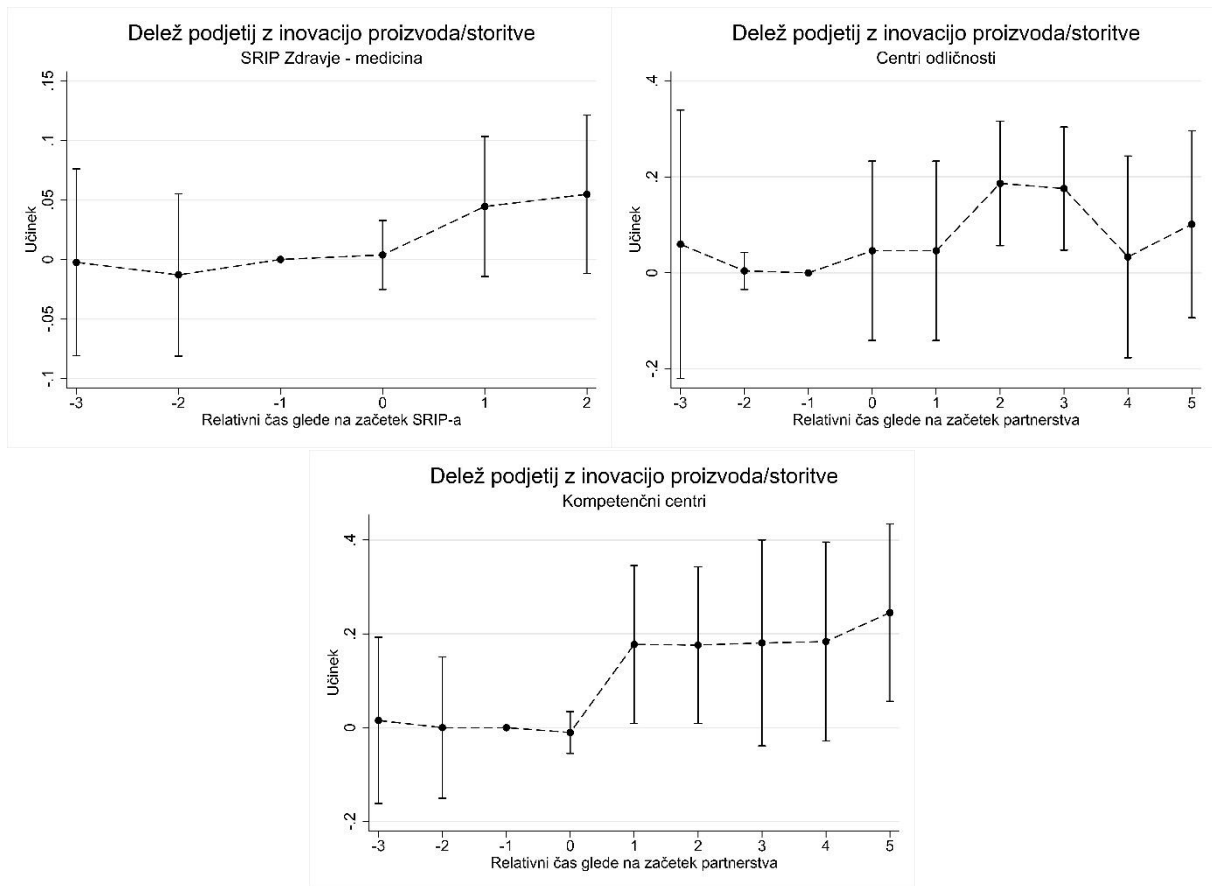 Delež podjetij z inovacijo proizvoda/storitve
SRIP Zdravje - medicina
Učinek
.15
.1
.05
0
-.05
-.1
-3 -2 -1 0 1 2
Relativni čas glede na začetek SRIP-a
Delež podjetij z inovacijo proizvoda/storitve
Centri odličnosti
Učinek
.4
.2
0
-.2
-3 -2 -1 0 1 2 3 4 5
Relativni čas glede na začetek partnerstva
Delež podjetij z inovacijo proizvoda/storitve
Kompetenčni centri
Učinek
.4
.2
0
-.2
-3 -2 -1 0 1 2 3 4 5
Relativni čas glede na začetek partnerstva